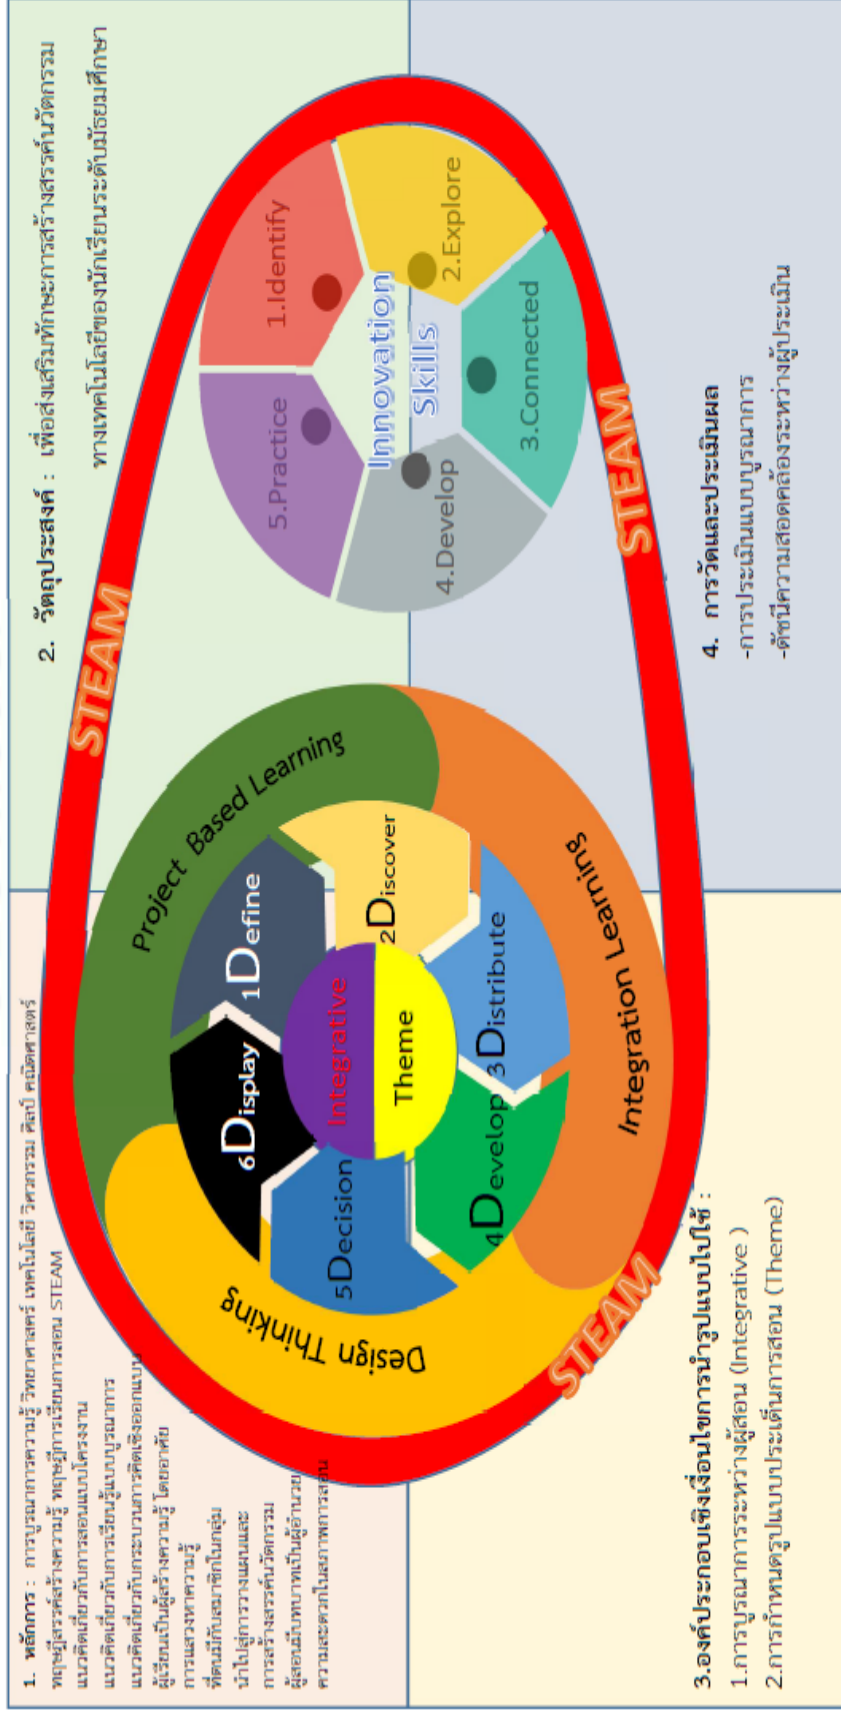 1. หลักการ : การบูรณาการความรู้ วิทยาศาสตร์ เทคโนโลยี วิศวกรรม ศิลป์ คณิตศาสตร์
ทฤษฎีสรรค์สร้างความรู้ ทฤษฎีการเรียนการสอน STEAM
แนวคิดเกี่ยวกับการสอนแบบโครงงาน
แนวคิดเกี่ยวกับการเรียนรู้แบบบูรณาการ
แนวคิดเกี่ยวกับกระบวนการคิดเชิงออกแบบ
ผู้เรียนเป็นผู้สร้างความรู้ โดยอาศัย
การแสวงหาความรู้
ที่ตนมีกับสมาชิกในกลุ่ม
นำไปสู่การวางแผนและ
การสร้างสรรค์นวัตกรรม
ผู้สอนมีบทบาทเป็นผู้อำนวย
ความสะดวกในสภาพการสอน
2. วัตถุประสงค์ : เพื่อส่งเสริมทักษะการสร้างสรรค์นวัตกรรม
ทางเทคโนโลยีของนักเรียนระดับมัธยมศึกษา
STEAM
Project Based Learning
Design Thinking
Integration Learning
1Define
2Discover
3Distribute
4Develop
5Decision
6Display
Integrative
Theme
1.Identify
2.Explore
3.Connected
4.Develop
5.Practice
Innovation
Skills
STEAM
STEAM
3.องค์ประกอบเชิงเงื่อนไขการนำรูปแบบไปใช้ :
1.การบูรณาการระหว่างผู้สอน (Integrative )
2.การกำหนดรูปแบบประเด็นการสอน (Theme)
4. การวัดและประเมินผล
-การประเมินแบบบูรณาการ
-ดัชนีความสอดคล้องระหว่างผู้ประเมิน